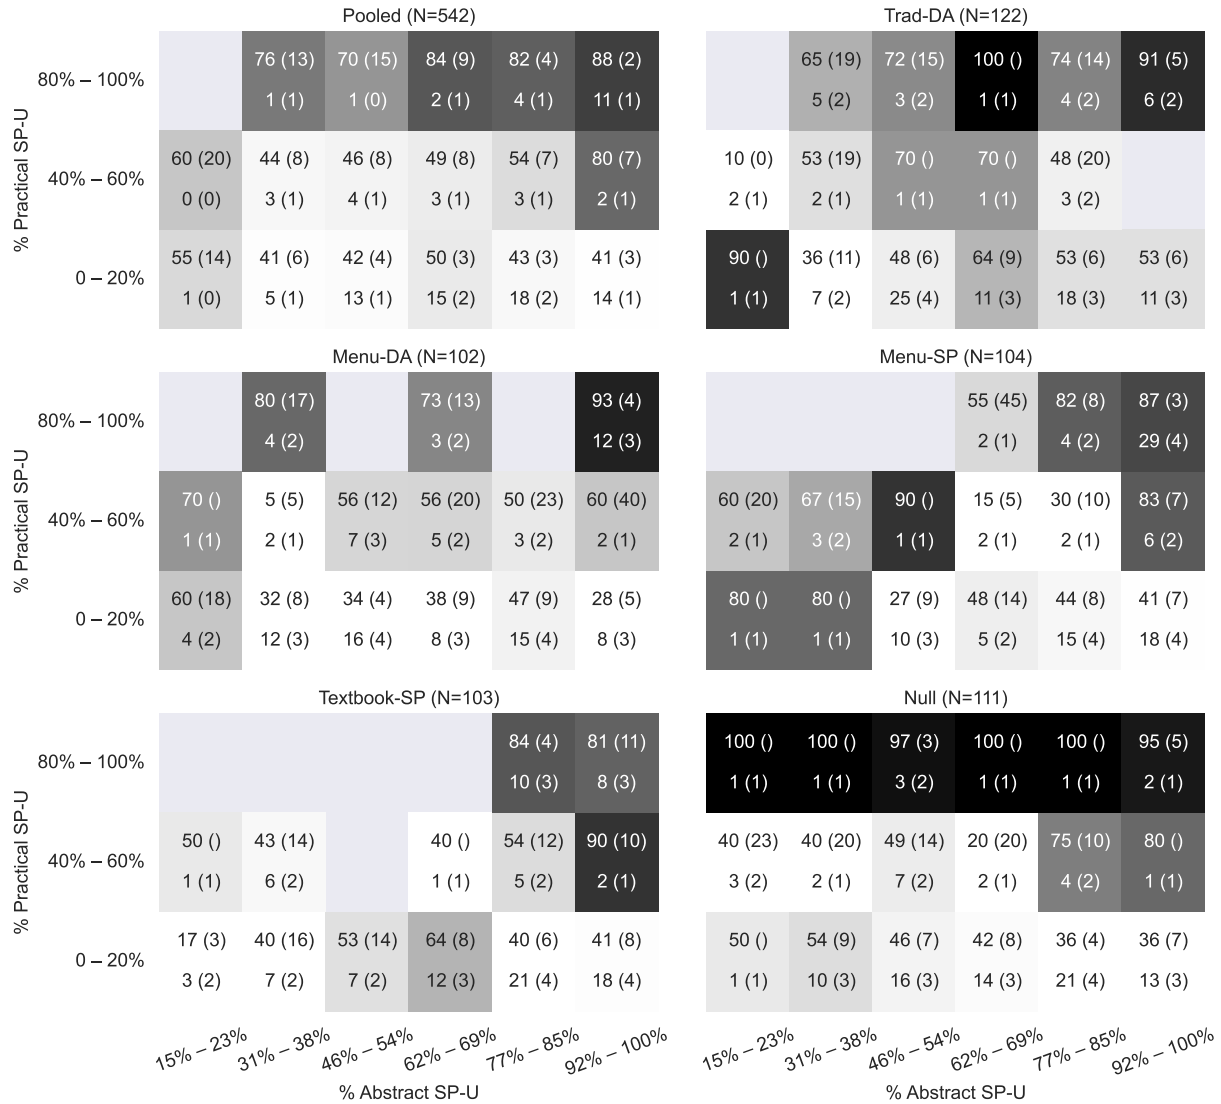 Pooled (N=542)
% Practical SP-U
80% – 100%
76 (13) 70 (15) 84 (9) 82 (4) 88 (2)
1 (1) 1 (0) 2 (1) 4 (1) 11 (1)
40% – 60%
60 (20) 44 (8) 46 (8) 49 (8) 54 (7) 80 (7)
0 (0) 3 (1) 4 (1) 3 (1) 3 (1) 2 (1)
0 – 20%
55 (14) 41 (6) 42 (4) 50 (3) 43 (3) 41 (3)
1 (0) 5 (1) 13 (1) 15 (2) 18 (2) 14 (1)
Trad-DA (N=122)
65 (19) 72 (15) 100 () 74 (14) 91 (5)
5 (2) 3 (2) 1 (1) 4 (2) 6 (2)
10 (0) 53 (19) 70 () 70 () 48 (20)
2 (1) 2 (1) 1 (1) 1 (1) 3 (2)
90 () 36 (11) 48 (6) 64 (9) 53 (6) 53 (6)
1 (1) 7 (2) 25 (4) 11 (3) 18 (3) 11 (3)
Menu-DA (N=102)
% Practical SP-U
80% – 100%
80 (17) 73 (13) 93 (4)
4 (2) 3 (2) 12 (3)
40% – 60%
70 () 5 (5) 56 (12) 56 (20) 50 (23) 60 (40)
1 (1) 2 (1) 7 (3) 5 (2) 3 (2) 2 (1)
0 – 20%
60 (18) 32 (8) 34 (4) 38 (9) 47 (9) 28 (5)
4 (2) 12 (3) 16 (4) 8 (3) 15 (4) 8 (3)
Menu-SP (N=104)
55 (45) 82 (8) 87 (3)
2 (1) 4 (2) 29 (4)
60 (20) 67 (15) 90 () 15 (5) 30 (10) 83 (7)
2 (1) 3 (2) 1 (1) 2 (1) 2 (1) 6 (2)
80 () 80 () 27 (9) 48 (14) 44 (8) 41 (7)
1 (1) 1 (1) 10 (3) 5 (2) 15 (4) 18 (4)
Textbook-SP (N=103)
% Practical SP-U
80% – 100%
84 (4) 81 (11)
10 (3) 8 (3)
40% – 60%
50 () 43 (14) 40 () 54 (12) 90 (10)
1 (1) 6 (2) 1 (1) 5 (2) 2 (1)
0 – 20%
17 (3) 40 (16) 53 (14) 64 (8) 40 (6) 41 (8)
3 (2) 7 (2) 7 (2) 12 (3) 21 (4) 18 (4)
15% – 23% 31% – 38% 46% – 54% 62% – 69% 77% – 85% 92% – 100%
% Abstract SP-U
Null (N=111)
100 () 100 () 97 (3) 100 () 100 () 95 (5)
1 (1) 1 (1) 3 (2) 1 (1) 1 (1) 2 (1)
40 (23) 40 (20) 49 (14) 20 (20) 75 (10) 80 ()
3 (2) 2 (1) 7 (2) 2 (1) 4 (2) 1 (1)
50 () 54 (9) 46 (7) 42 (8) 36 (4) 36 (7)
1 (1) 10 (3) 16 (3) 14 (3) 21 (4) 13 (3)
15% – 23% 31% – 38% 46% – 54% 62% – 69% 77% – 85% 92% – 100%
% Abstract SP-U